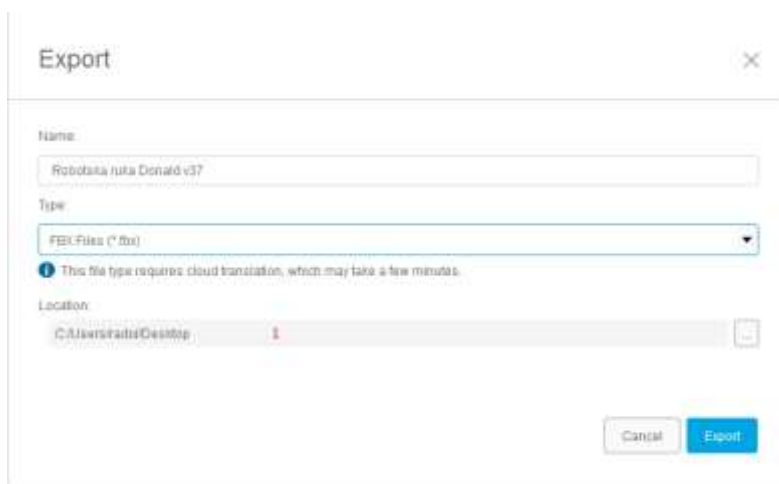 Export
Name:
Robotska ruka Donald v37
Type:
FBX Files (*.fbx)
This file type requires cloud translation, which may take a few minutes.
Location:
C:/Users/radni/Desktop 1
...
Cancel Export